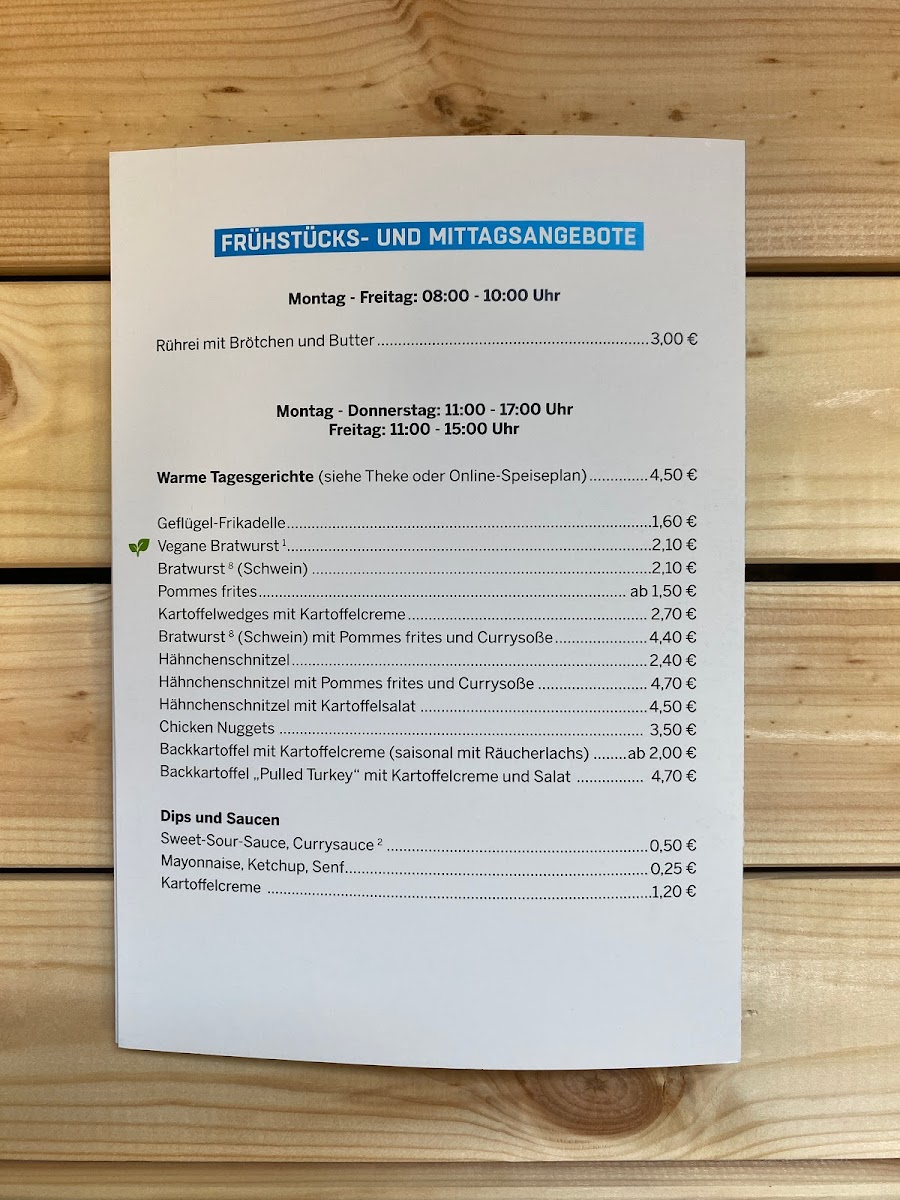 FRÜHSTÜCKS- UND MITTAGSANGEBOTE
Montag - Freitag: 08:00 - 10:00 Uhr
Rührei mit Brötchen und Butter 3,00 €
Montag - Donnerstag: 11:00 - 17:00 Uhr
Freitag: 11:00 - 15:00 Uhr
Warme Tagesgerichte (siehe Theke oder Online-Speiseplan) 4,50 €
Geflügel-Frikadelle 1,60 €
Vegane Bratwurst ¹ 2,10 €
Bratwurst ⁸ (Schwein) 2,10 €
Pommes frites ab 1,50 €
Kartoffelwedges mit Kartoffelcreme 2,70 €
Bratwurst ⁸ (Schwein) mit Pommes frites und Currysoße 4,40 €
Hähnchenschnitzel 2,40 €
Hähnchenschnitzel mit Pommes frites und Currysoße 4,70 €
Hähnchenschnitzel mit Kartoffelsalat 4,50 €
Chicken Nuggets 3,50 €
Backkartoffel mit Kartoffelcreme (saisonal mit Räucherlachs) ab 2,00 €
Backkartoffel „Pulled Turkey“ mit Kartoffelcreme und Salat 4,70 €
Dips und Saucen
Sweet-Sour-Sauce, Currysauce ² 0,50 €
Mayonnaise, Ketchup, Senf 0,25 €
Kartoffelcreme 1,20 €